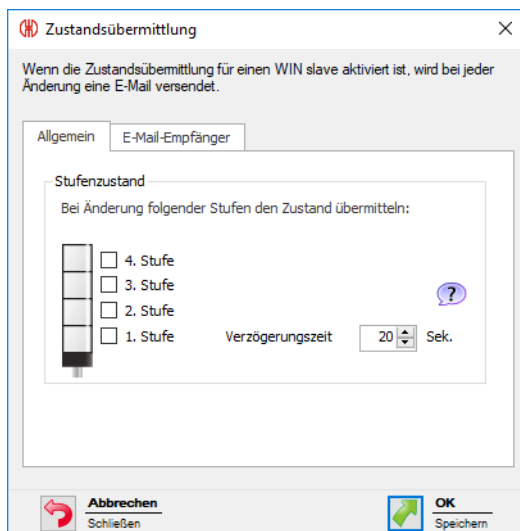 Zustandsübermittlung
Wenn die Zustandsübermittlung für einen WIN slave aktiviert ist, wird bei jeder
Änderung eine E-Mail versendet.
Allgemein E-Mail-Empfänger
Stufenzustand
Bei Änderung folgender Stufen den Zustand übermitteln:
4. Stufe
3. Stufe
2. Stufe
1. Stufe Verzögerungszeit 20 Sek.
Abbrechen OK
Schließen Speichern